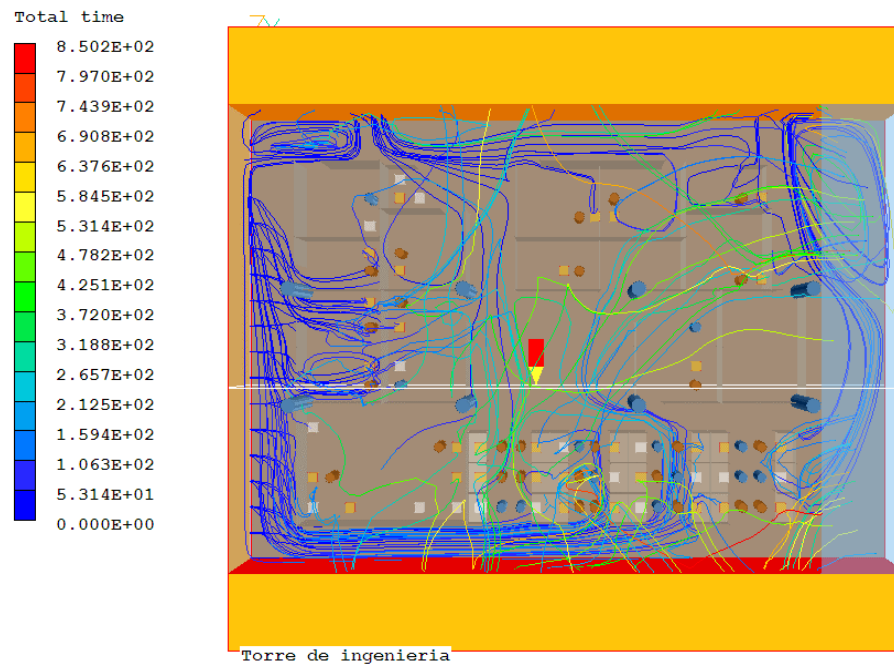 Total time
8.502E+02
7.970E+02
7.439E+02
6.908E+02
6.376E+02
5.845E+02
5.314E+02
4.782E+02
4.251E+02
3.720E+02
3.188E+02
2.657E+02
2.125E+02
1.594E+02
1.063E+02
5.314E+01
0.000E+00
Torre de ingenieria